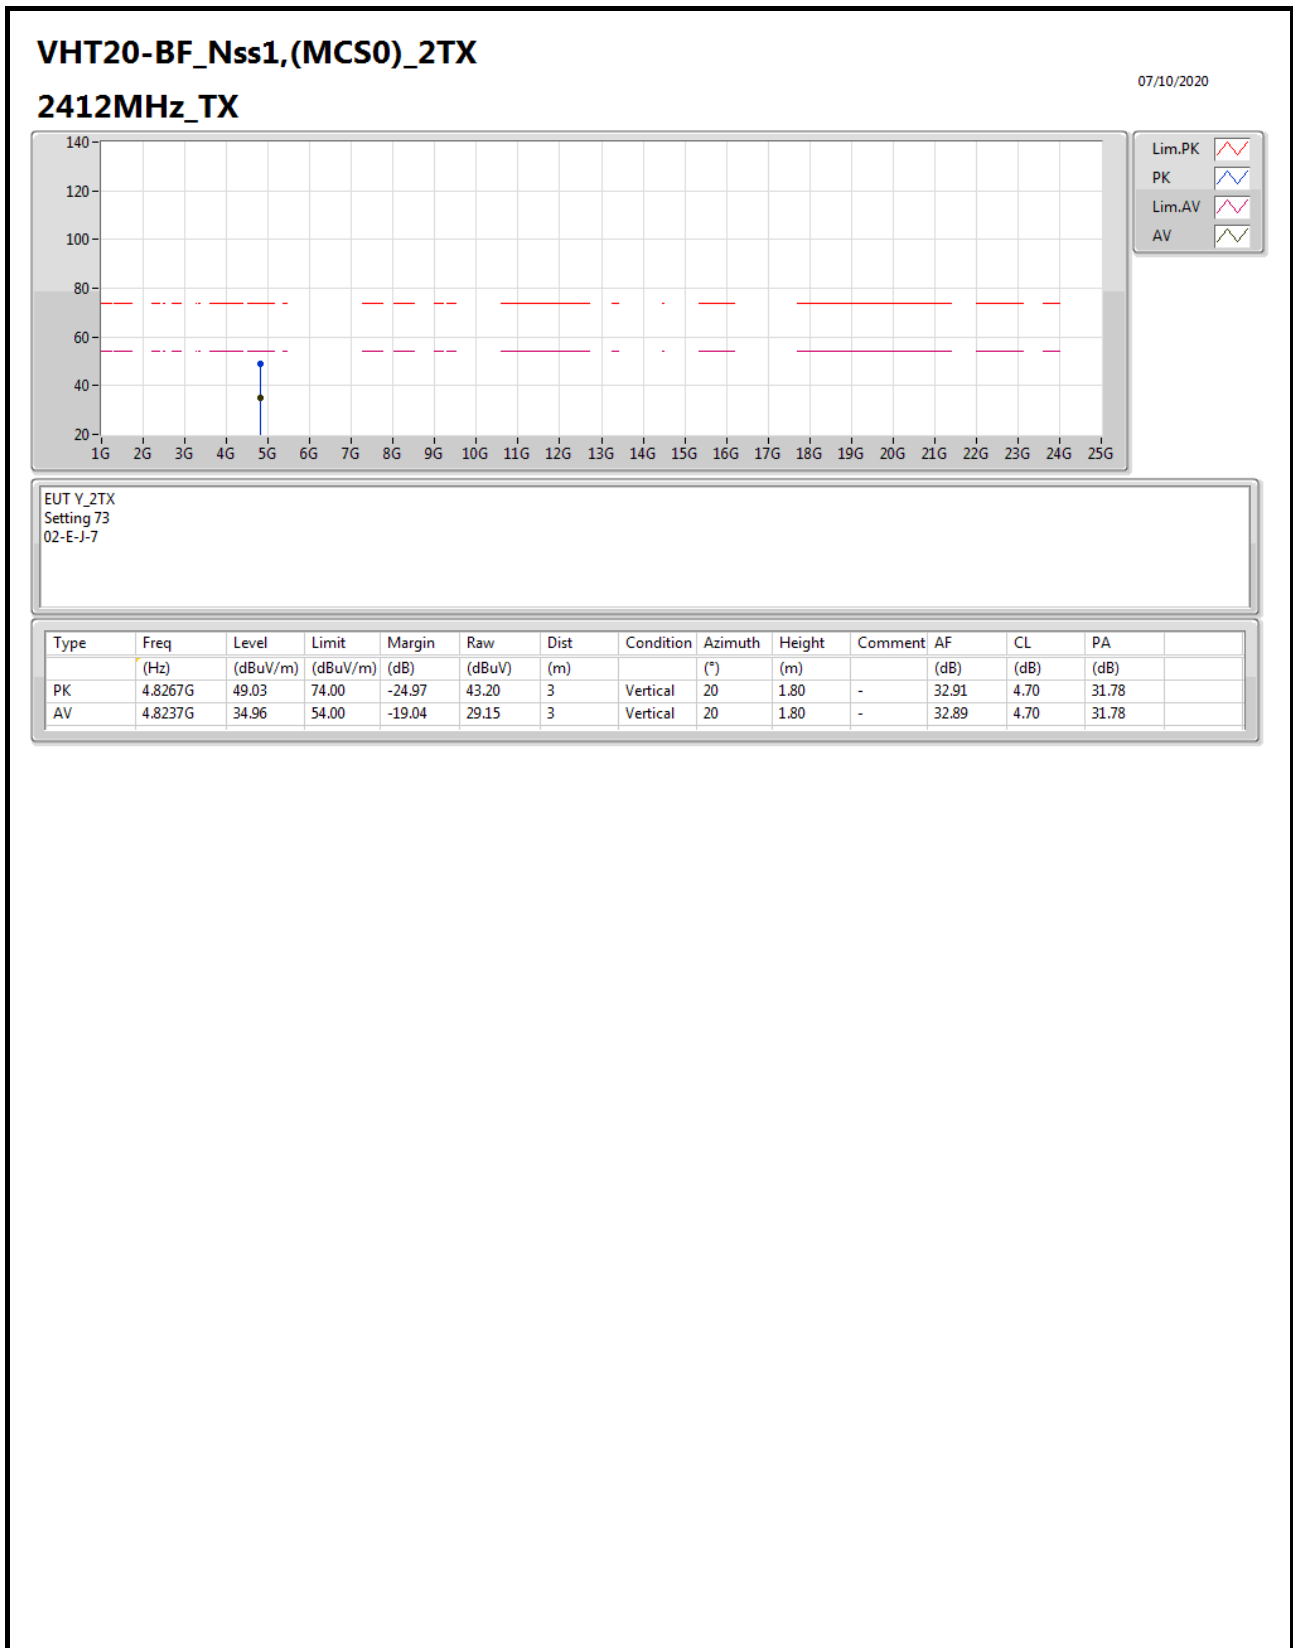 VHT20-BF_Nss1,(MCS0)_2TX
07/10/2020
2412MHz_TX
140
120
100
80
60
40
20
1G 2G 3G 4G 5G 6G 7G 8G 9G 10G 11G 12G 13G 14G 15G 16G 17G 18G 19G 20G 21G 22G 23G 24G 25G
Lim.PK
PK
Lim.AV
AV
EUT Y_2TX
Setting 73
02-E-J-7
Type Freq Level Limit Margin Raw Dist Condition Azimuth Height Comment AF CL PA
(Hz) (dBuV/m) (dBuV/m) (dB) (dBuV) (m) (°) (m) (dB) (dB) (dB)
PK 4.8267G 49.03 74.00 -24.97 43.20 3 Vertical 20 1.80 - 32.91 4.70 31.78
AV 4.8237G 34.96 54.00 -19.04 29.15 3 Vertical 20 1.80 - 32.89 4.70 31.78